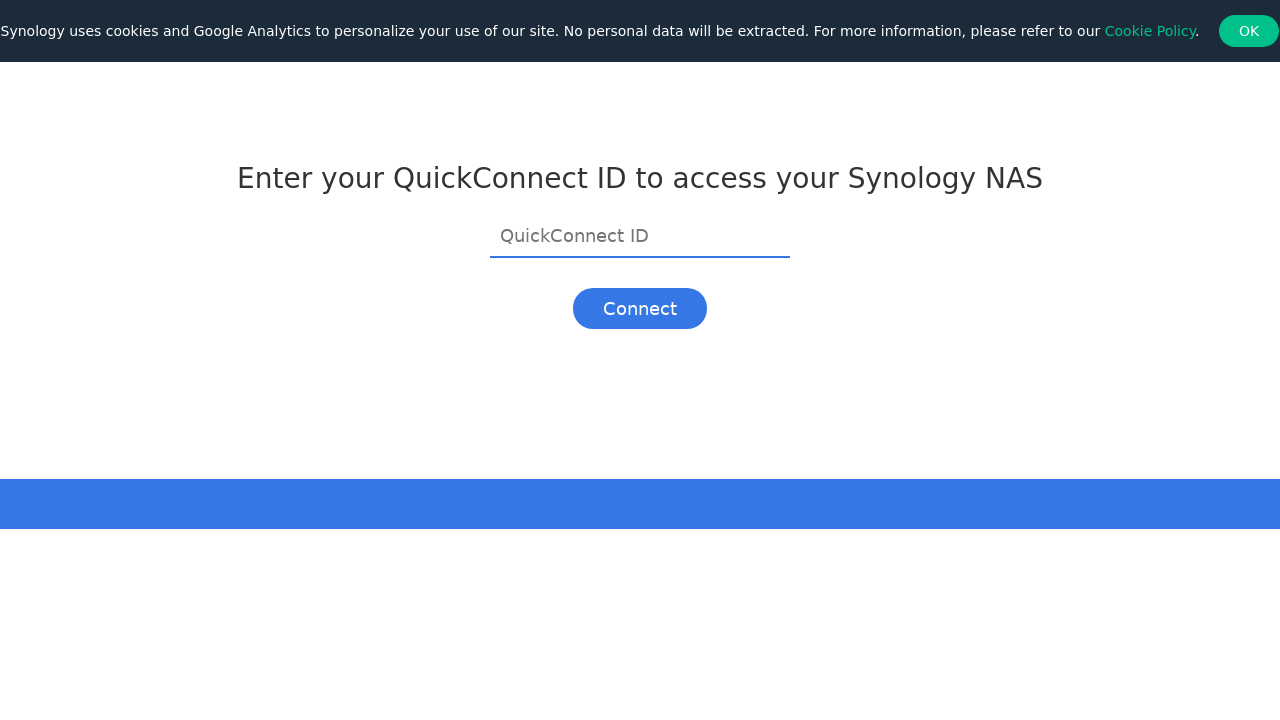 Synology uses cookies and Google Analytics to personalize your use of our site. No personal data will be extracted. For more information, please refer to our Cookie Policy. OK
Enter your QuickConnect ID to access your Synology NAS
QuickConnect ID
Connect